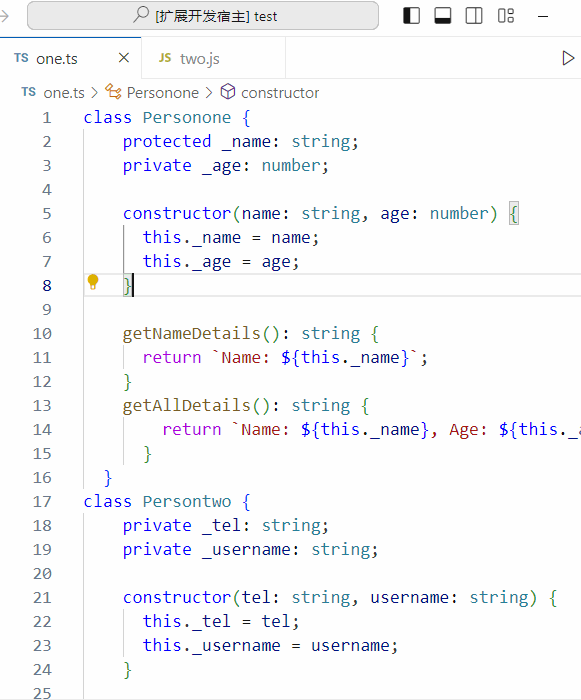 [扩展开发宿主] test
TS one.ts JS two.js
TS one.ts > Personone > constructor
1 class Personone {
2 protected _name: string;
3 private _age: number;
4
5 constructor(name: string, age: number) {
6 this._name = name;
7 this._age = age;
8 }
9
10 getNameDetails(): string {
11 return `Name: ${this._name}`;
12 }
13 getAllDetails(): string {
14 return `Name: ${this._name}, Age: ${this._a
15 }
16 }
17 class Persontwo {
18 private _tel: string;
19 private _username: string;
20
21 constructor(tel: string, username: string) {
22 this._tel = tel;
23 this._username = username;
24 }
25